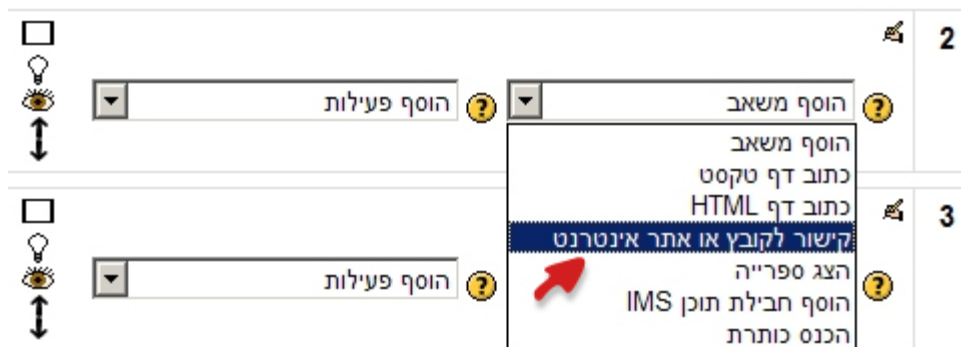 2
הוסף משאב
הוסף פעילות
הוסף משאב
כתוב דף טקסט
כתוב דף HTML
קישור לקובץ או אתר אינטרנט
הצג ספרייה
הוסף חבילת תוכן IMS
הכנס כותרת
3
הוסף פעילות